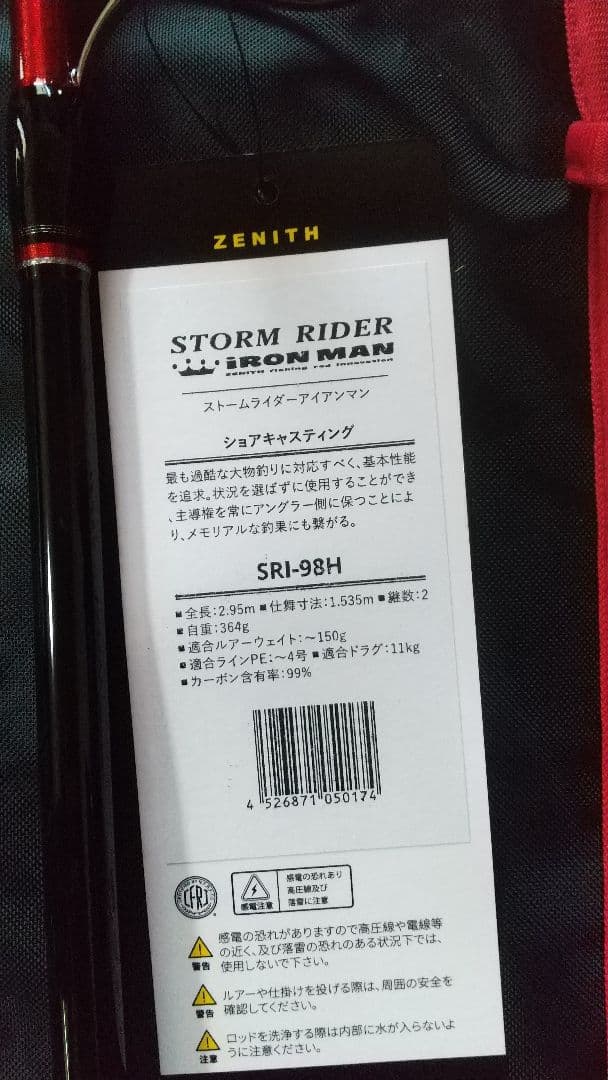 ZENITH
STORM RIDER
iRON MAN
ZENITH fishing rod innovation
ストームライダーアイアンマン
ショアキャスティング
最も過酷な大物釣りに対応すべく、基本性能
を追求。状況を選ばずに使用することができ
、主導権を常にアングラー側に保つことによ
り、メモリアルな釣果にも繋がる。
SRI-98H
■全長:2.95m ■仕舞寸法:1.535m ■継数:2
■自重:364g
■適合ルアーウェイト:～150g
■適合ラインPE:～4号 ■適合ドラグ:11kg
■カーボン含有率:99%
4 526871 050174
CFRJ
感電注意
感電の恐れあり
高圧線及び
落雷に注意
警告
感電の恐れがありますので高圧線や電線等
の近く、及び落雷の恐れのある状況下では、
使用しないで下さい。
警告
ルアーや仕掛けを投げる際は、周囲の安全を
確認してください。
注意
ロッドを洗浄する際は内部に水が入らないよ
うに注意ください。